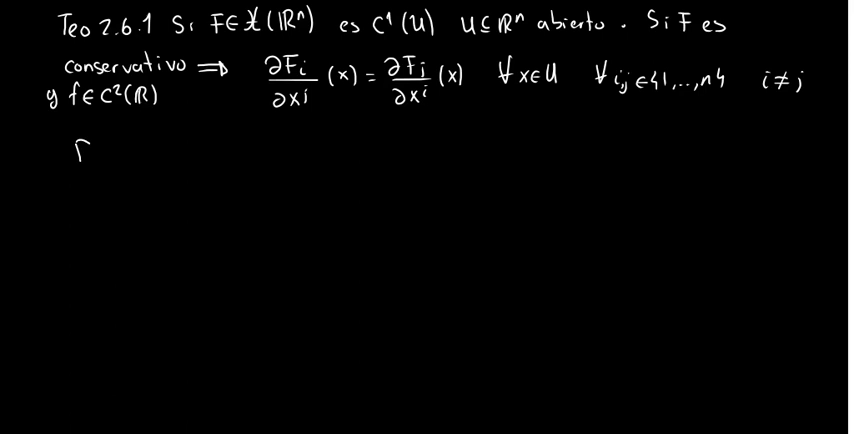 Teo 2.6.1 Si F∈𝔛(ℝⁿ) es C¹(U) U⊆ℝⁿ abierto. Si F es
conservativo ⟹ ∂Fi/∂xj (x) = ∂Fj/∂xi (x) ∀x∈U ∀i,j∈{1,..,n} i≠j
y f∈C²(ℝ)